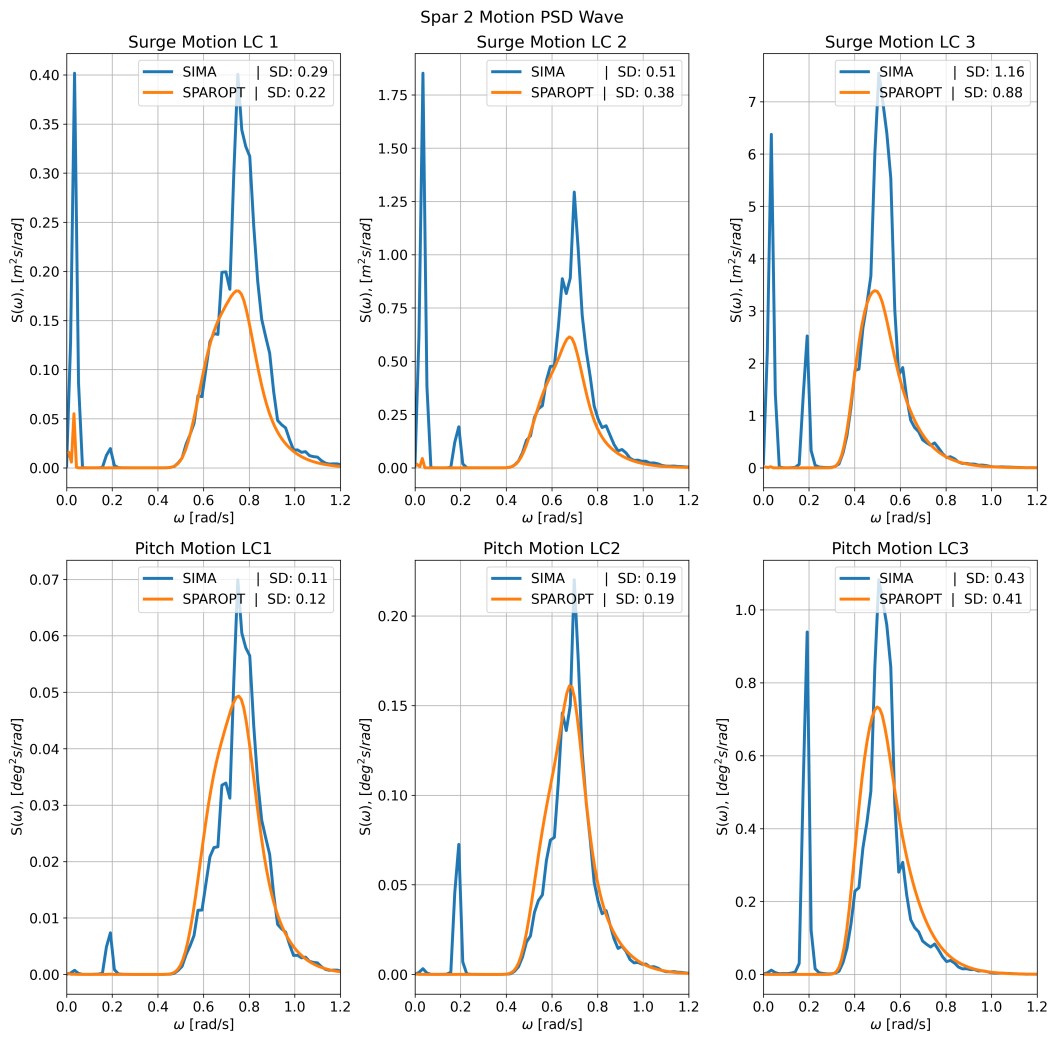 Spar 2 Motion PSD Wave
Surge Motion LC 1
SIMA | SD: 0.29
SPAROPT | SD: 0.22
S(ω), [m²s/rad]
0.40
0.35
0.30
0.25
0.20
0.15
0.10
0.05
0.00
0.0 0.2 0.4 0.6 0.8 1.0 1.2
ω [rad/s]
Surge Motion LC 2
SIMA | SD: 0.51
SPAROPT | SD: 0.38
S(ω), [m²s/rad]
1.75
1.50
1.25
1.00
0.75
0.50
0.25
0.00
0.0 0.2 0.4 0.6 0.8 1.0 1.2
ω [rad/s]
Surge Motion LC 3
SIMA | SD: 1.16
SPAROPT | SD: 0.88
S(ω), [m²s/rad]
7
6
5
4
3
2
1
0
0.0 0.2 0.4 0.6 0.8 1.0 1.2
ω [rad/s]
Pitch Motion LC1
SIMA | SD: 0.11
SPAROPT | SD: 0.12
S(ω), [deg²s/rad]
0.07
0.06
0.05
0.04
0.03
0.02
0.01
0.00
0.0 0.2 0.4 0.6 0.8 1.0 1.2
ω [rad/s]
Pitch Motion LC2
SIMA | SD: 0.19
SPAROPT | SD: 0.19
S(ω), [deg²s/rad]
0.20
0.15
0.10
0.05
0.00
0.0 0.2 0.4 0.6 0.8 1.0 1.2
ω [rad/s]
Pitch Motion LC3
SIMA | SD: 0.43
SPAROPT | SD: 0.41
S(ω), [deg²s/rad]
1.0
0.8
0.6
0.4
0.2
0.0
0.0 0.2 0.4 0.6 0.8 1.0 1.2
ω [rad/s]